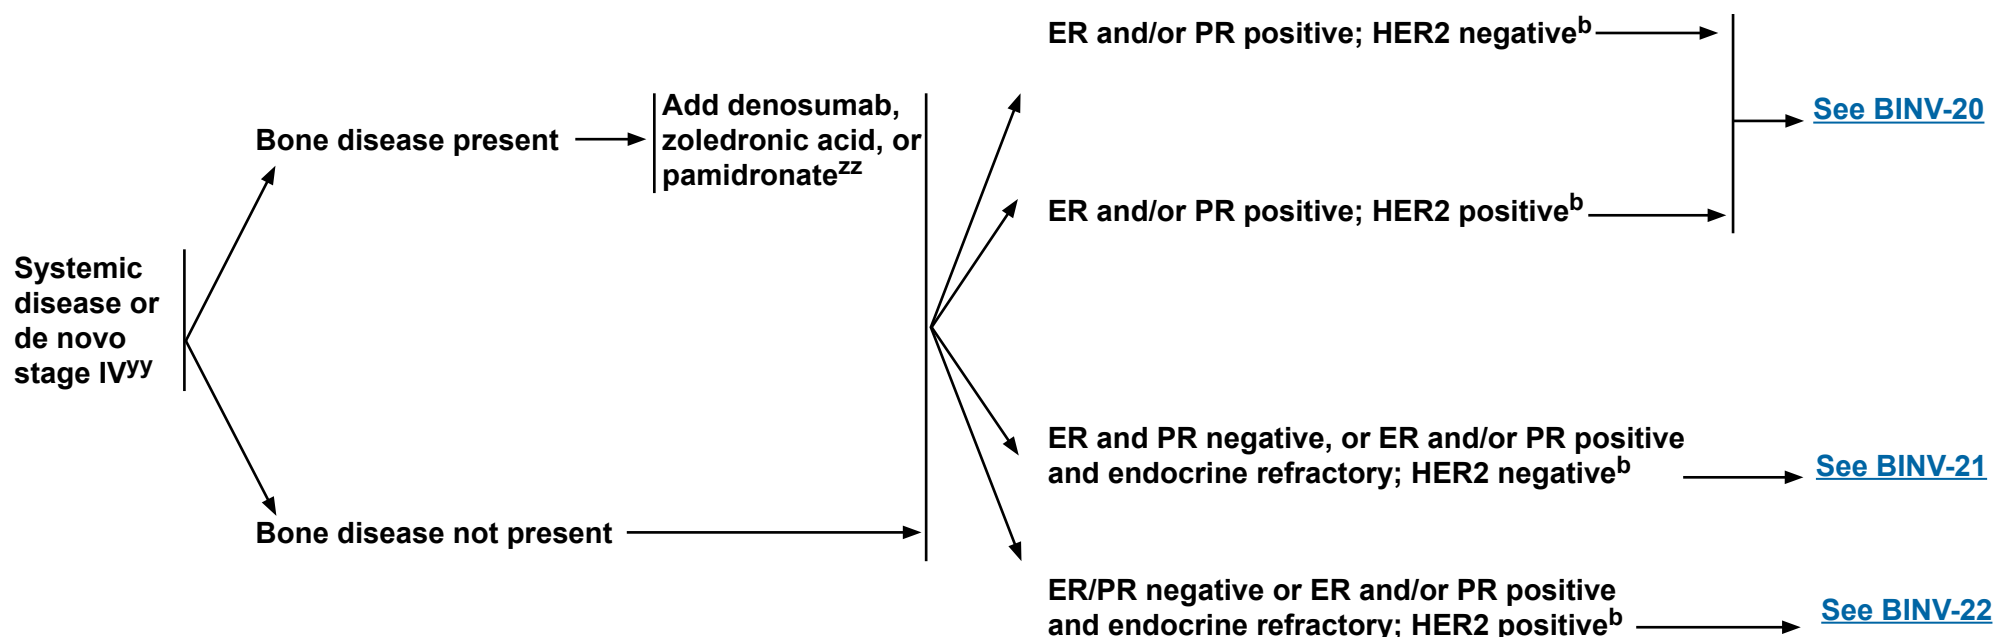 Systemic
disease or
de novo
stage IVyy
Bone disease present
Add denosumab,
zoledronic acid, or
pamidronatezz
Bone disease not present
ER and/or PR positive; HER2 negativeb
ER and/or PR positive; HER2 positiveb
See BINV-20
ER and PR negative, or ER and/or PR positive
and endocrine refractory; HER2 negativeb
See BINV-21
ER/PR negative or ER and/or PR positive
and endocrine refractory; HER2 positiveb
See BINV-22